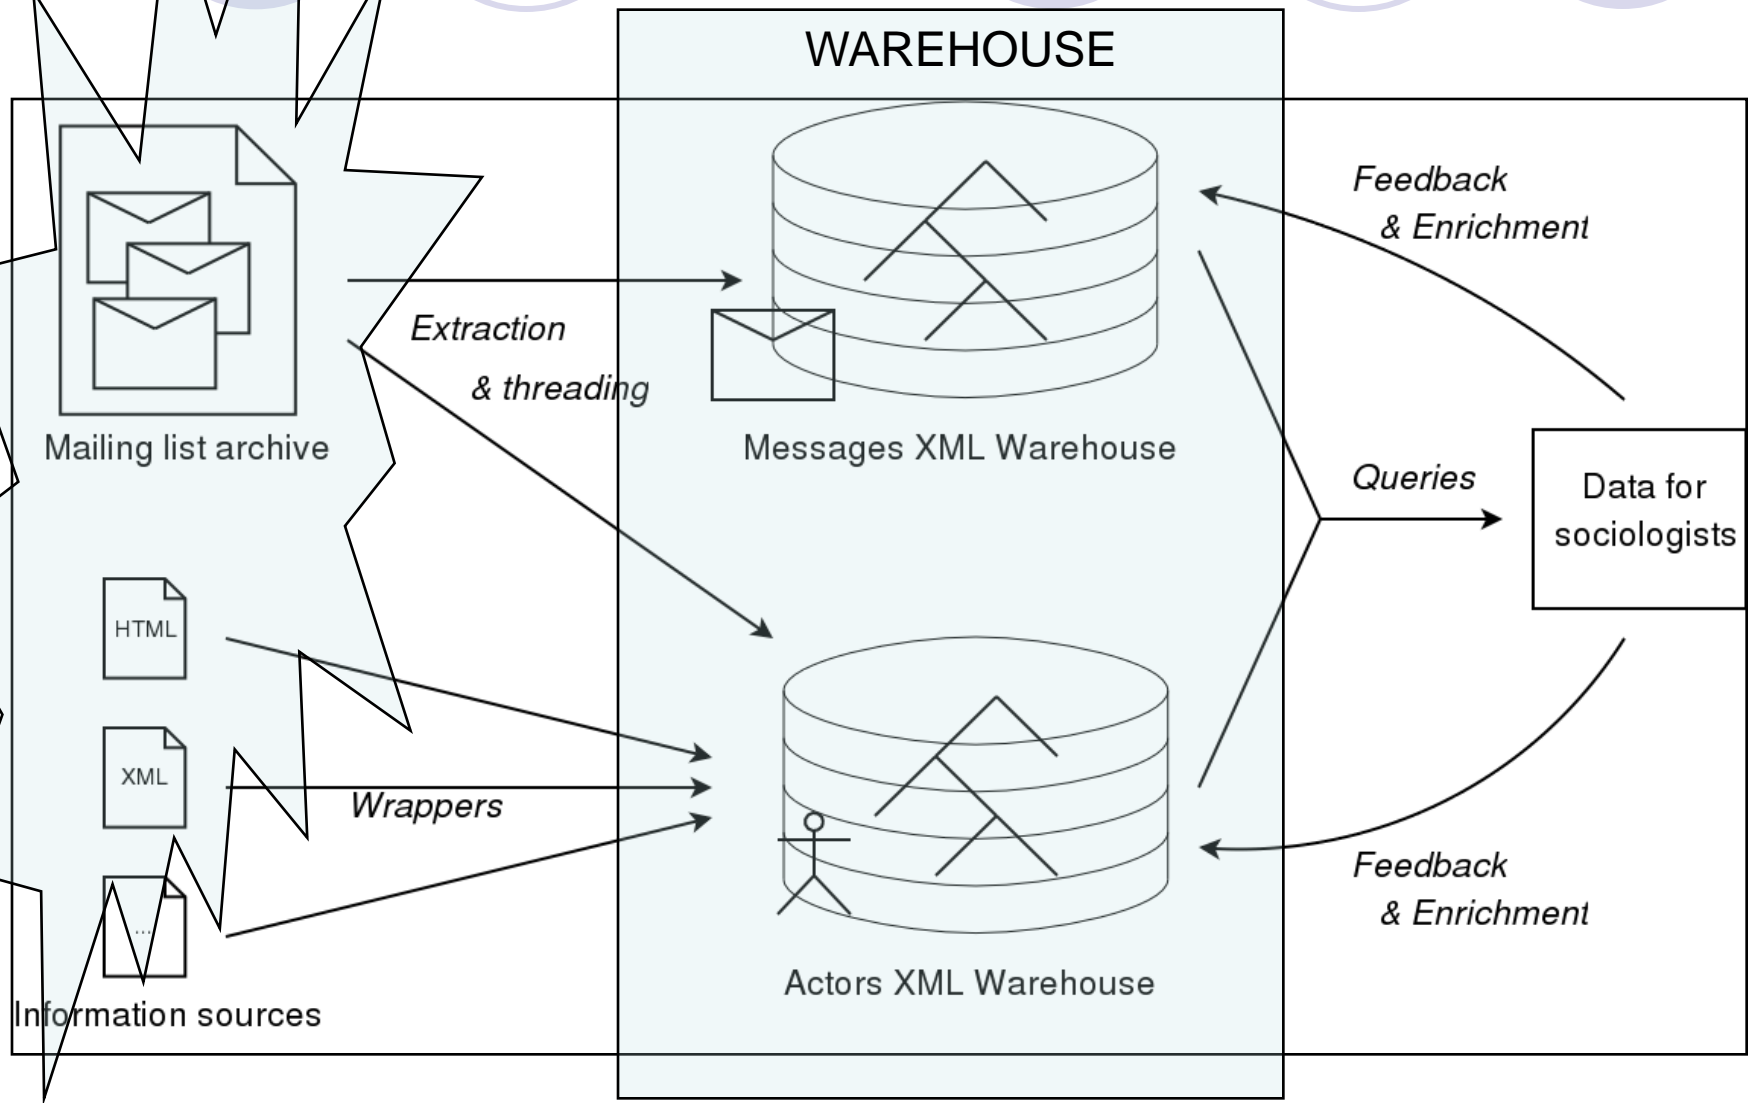 WAREHOUSE
Feedback
& Enrichment
Extraction
& threading
Mailing list archive
Messages XML Warehouse
Queries
Data for
sociologists
HTML
XML
Wrappers
...
Feedback
& Enrichment
Actors XML Warehouse
Information sources